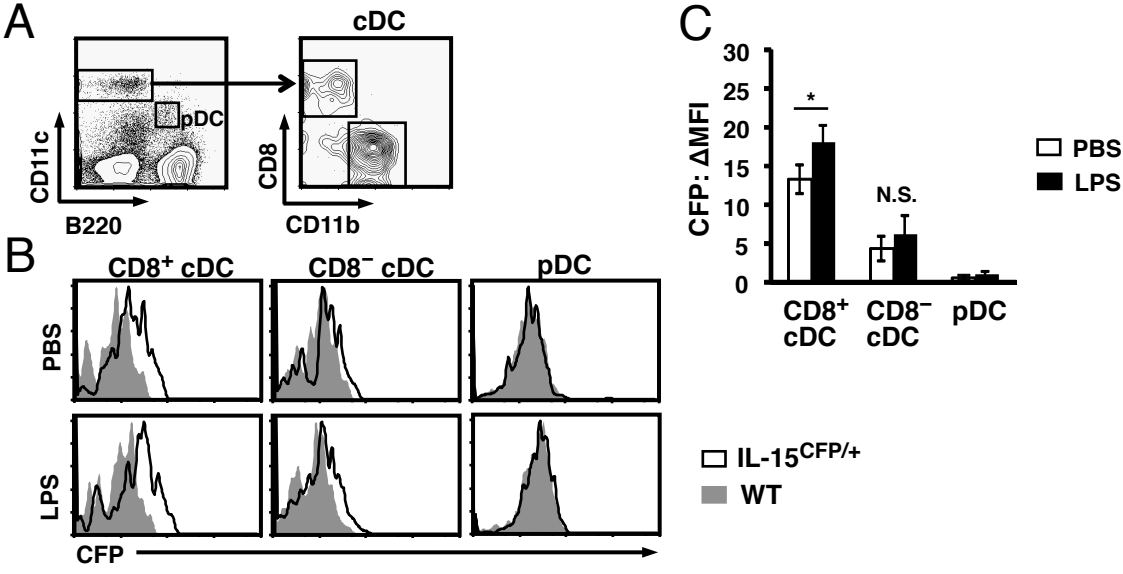 A
cDC
pDC
CD11c
B220
CD8
CD11b
B
CD8⁺ cDC
CD8⁻ cDC
pDC
PBS
LPS
CFP
C
30
25
20
15
10
5
0
CFP: ΔMFI
*
N.S.
CD8⁺
cDC
CD8⁻
cDC
pDC
PBS
LPS
IL-15ᶜᶠᴾ/⁺
WT